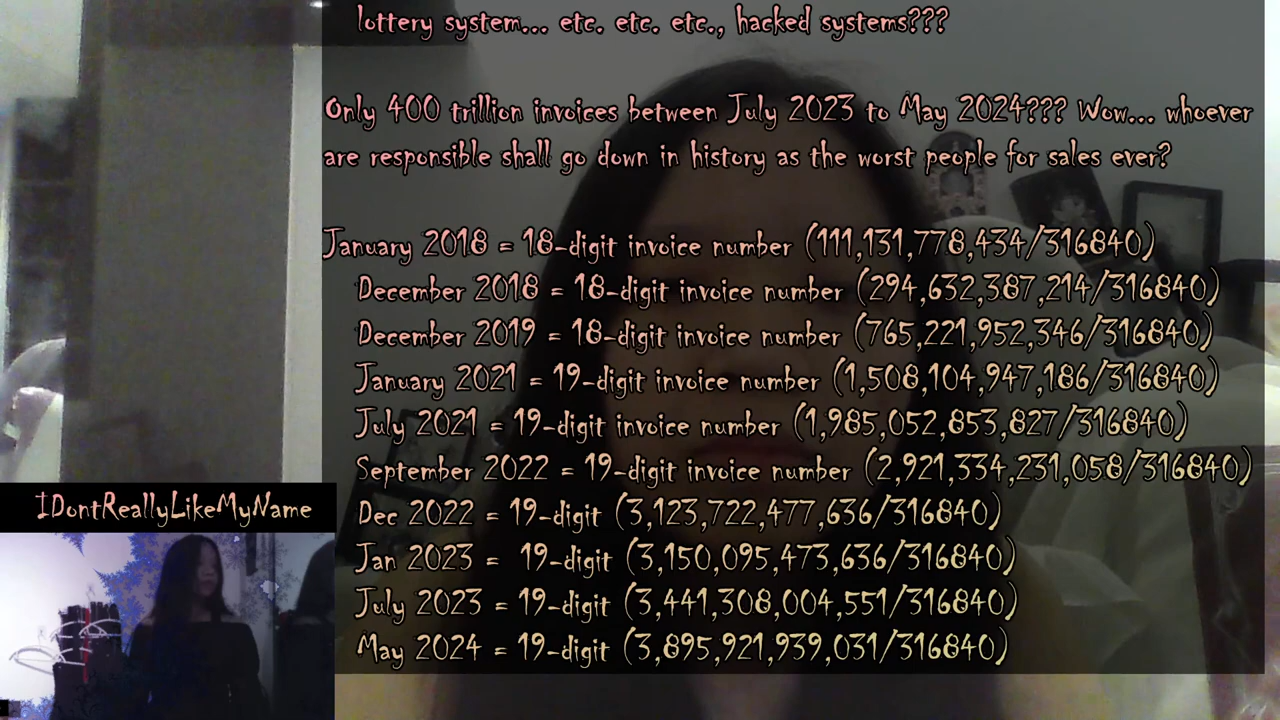 lottery system... etc. etc. etc., hacked systems???
Only 400 trillion invoices between July 2023 to May 2024??? Wow... whoever
are responsible shall go down in history as the worst people for sales ever?
January 2018 = 18-digit invoice number (111,131,778,434/316840)
December 2018 = 18-digit invoice number (294,632,387,214/316840)
December 2019 = 18-digit invoice number (765,221,952,346/316840)
January 2021 = 19-digit invoice number (1,508,104,947,186/316840)
July 2021 = 19-digit invoice number (1,985,052,853,827/316840)
September 2022 = 19-digit invoice number (2,921,334,231,058/316840)
Dec 2022 = 19-digit (3,123,722,477,636/316840)
Jan 2023 = 19-digit (3,150,095,473,636/316840)
July 2023 = 19-digit (3,441,308,004,551/316840)
May 2024 = 19-digit (3,895,921,939,031/316840)
IDontReallyLikeMyName